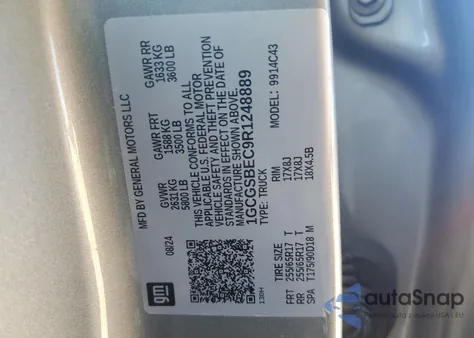 MFD BY GENERAL MOTORS LLC
08/24
GVWR
2631 KG
5800 LB
GAWR FRT
1588 KG
3500 LB
GAWR RR
1633 KG
3600 LB
THIS VEHICLE CONFORMS TO ALL
APPLICABLE U.S. FEDERAL MOTOR
VEHICLE SAFETY AND THEFT PREVENTION
STANDARDS IN EFFECT ON THE DATE OF
MANUFACTURE SHOWN ABOVE.
1GCGSBEC9R1248889
TYPE: TRUCK
MODEL: 9914C43
gm
138H
TIRE SIZE
RIM
FRT 255/65R17 T 17X8J
RR 255/65R17 T 17X8J
SPA T175/90D18 M 18X4.5B
autoSnap